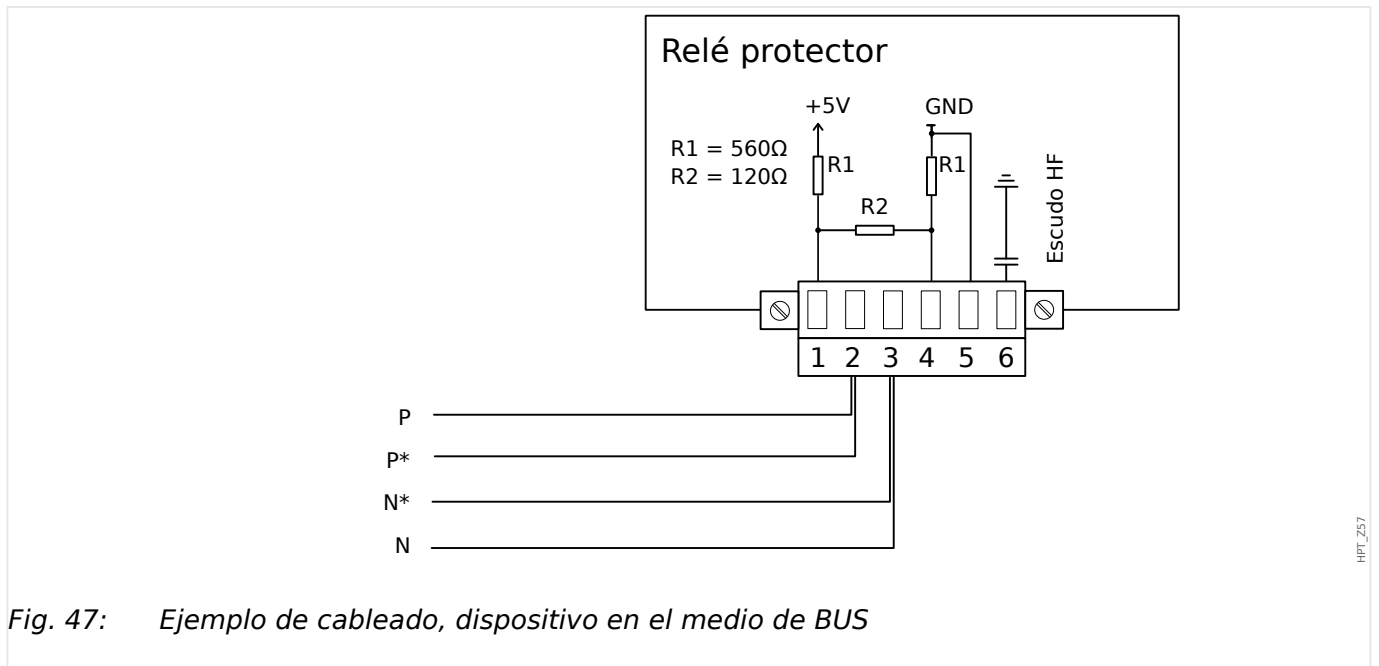 Relé protector
+5V
GND
R1 = 560Ω
R2 = 120Ω
R1
R1
R2
Escudo HF
1 2 3 4 5 6
P
P*
N*
N
HPT_Z57
Fig. 47: Ejemplo de cableado, dispositivo en el medio de BUS